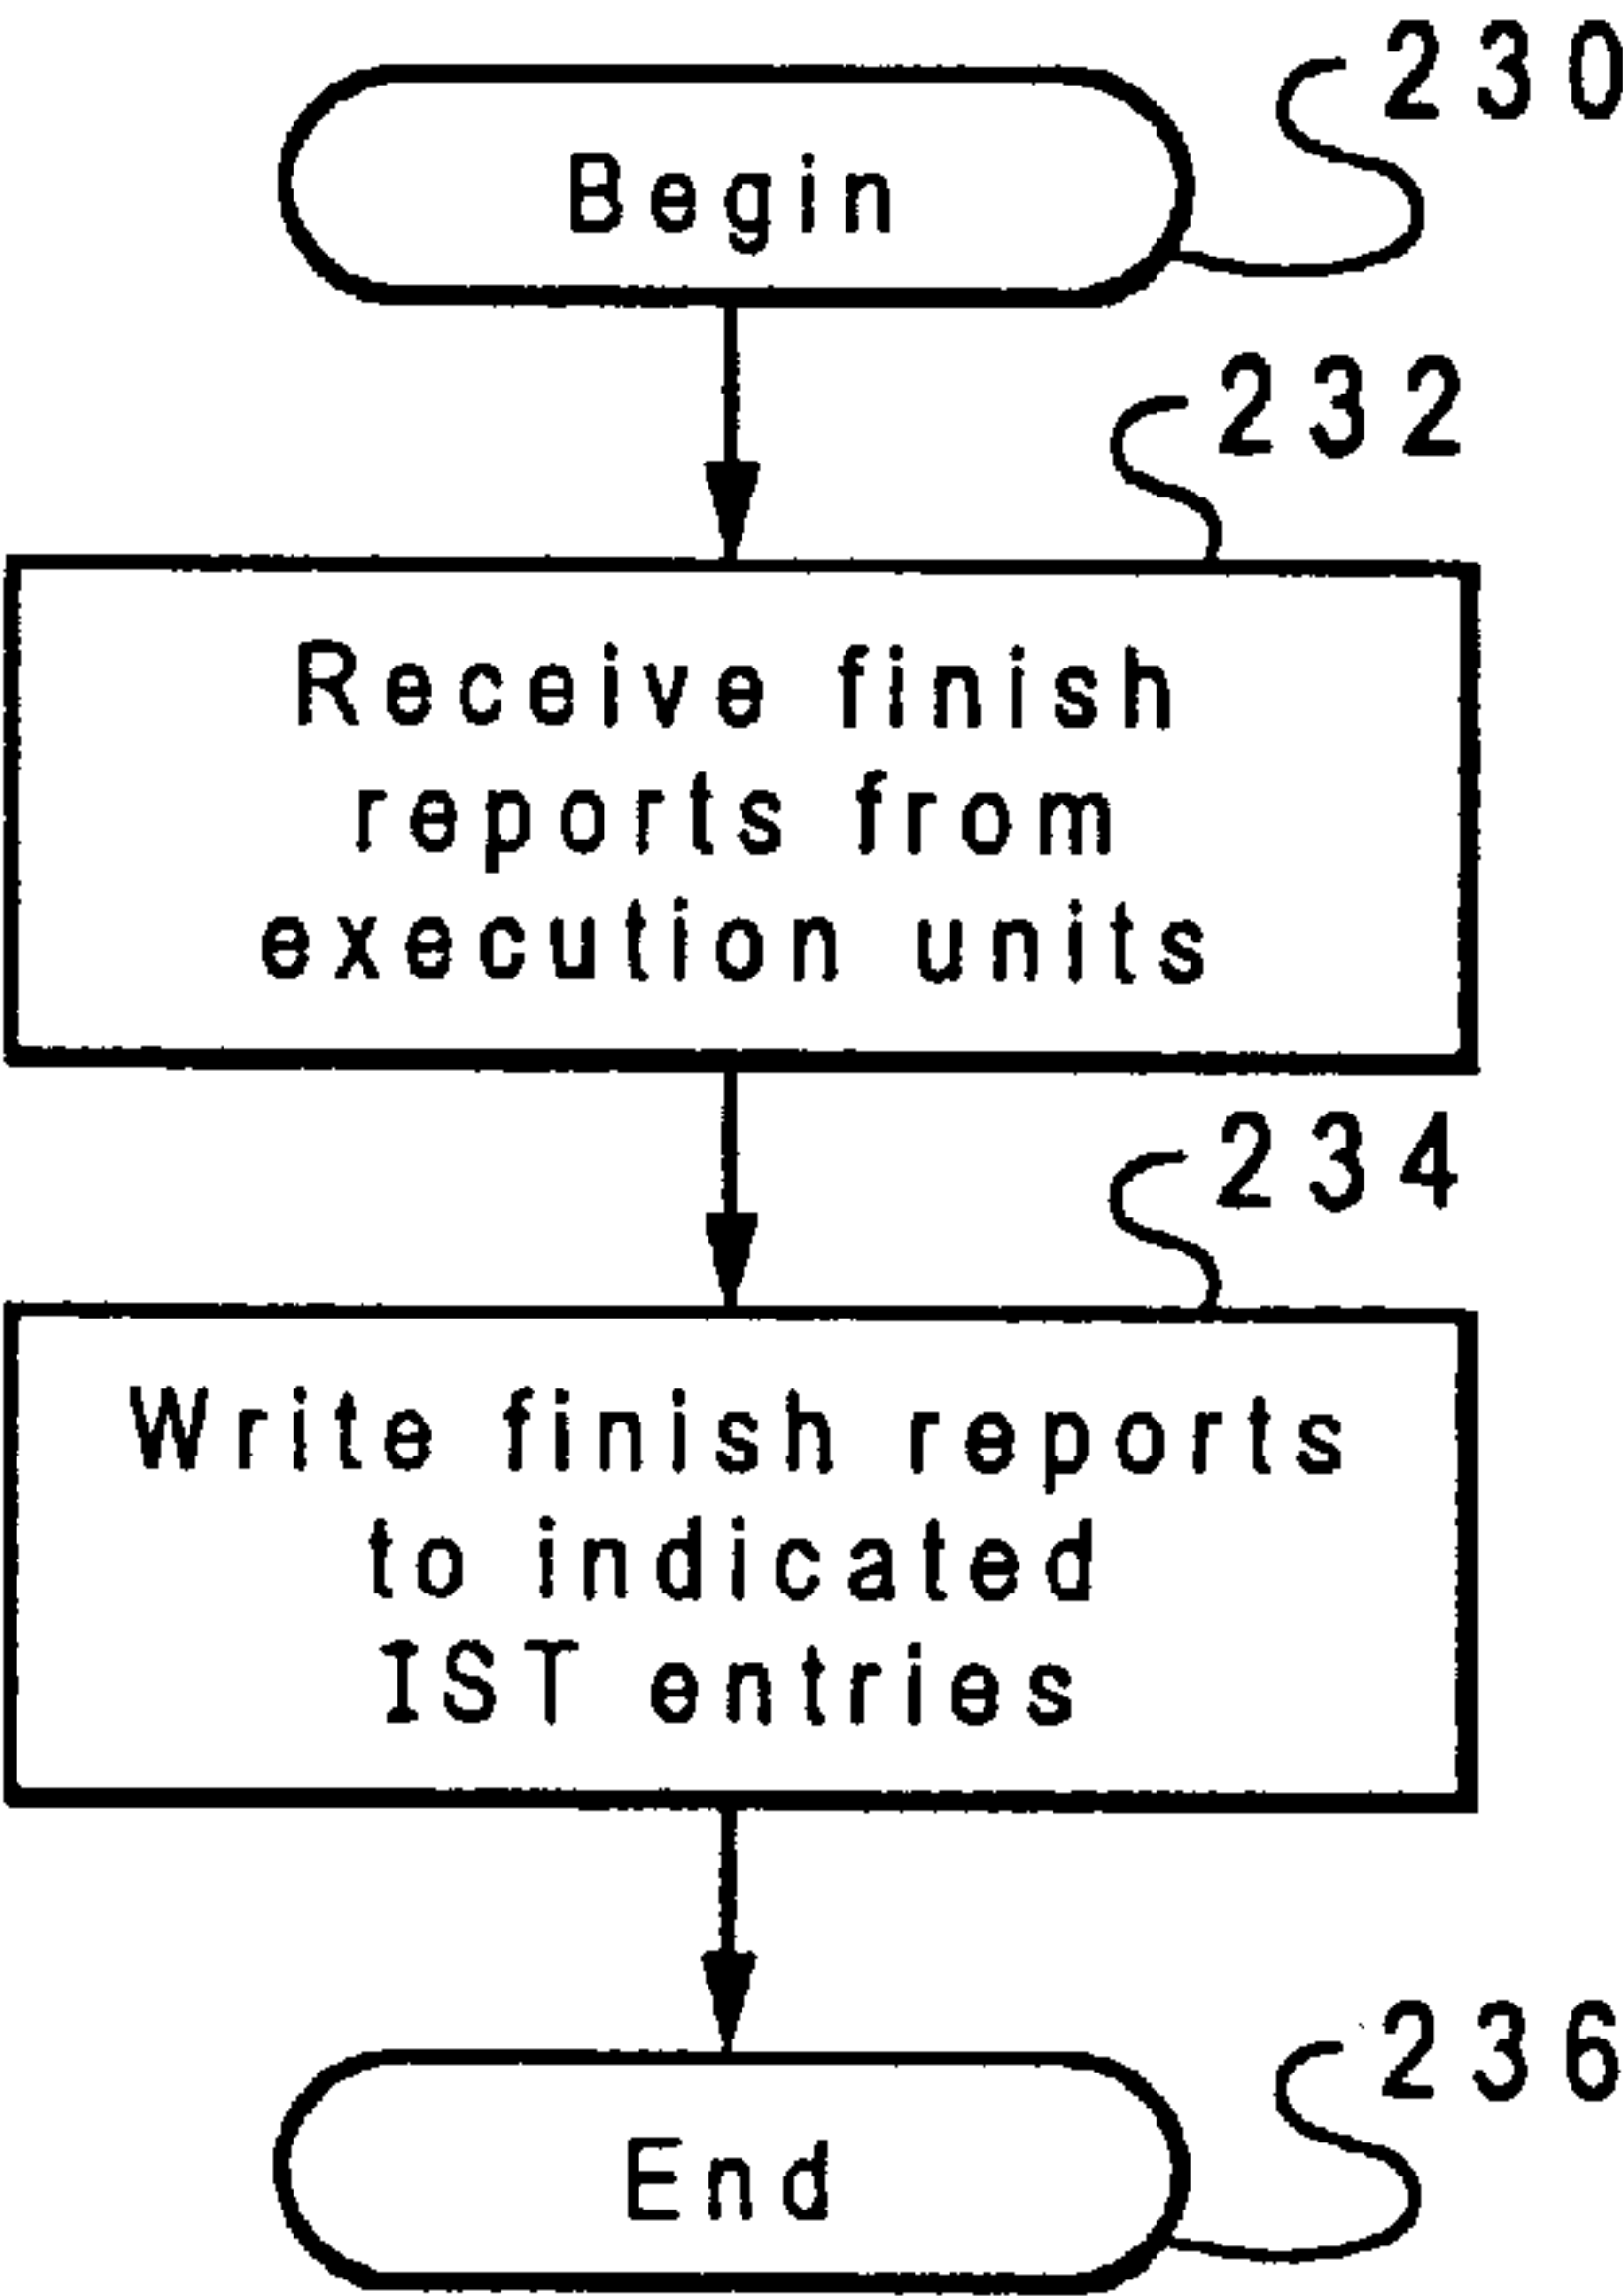 230
Begin
232
Receive finish
reports from
execution units
234
Write finish reports
to indicated
IST entries
236
End